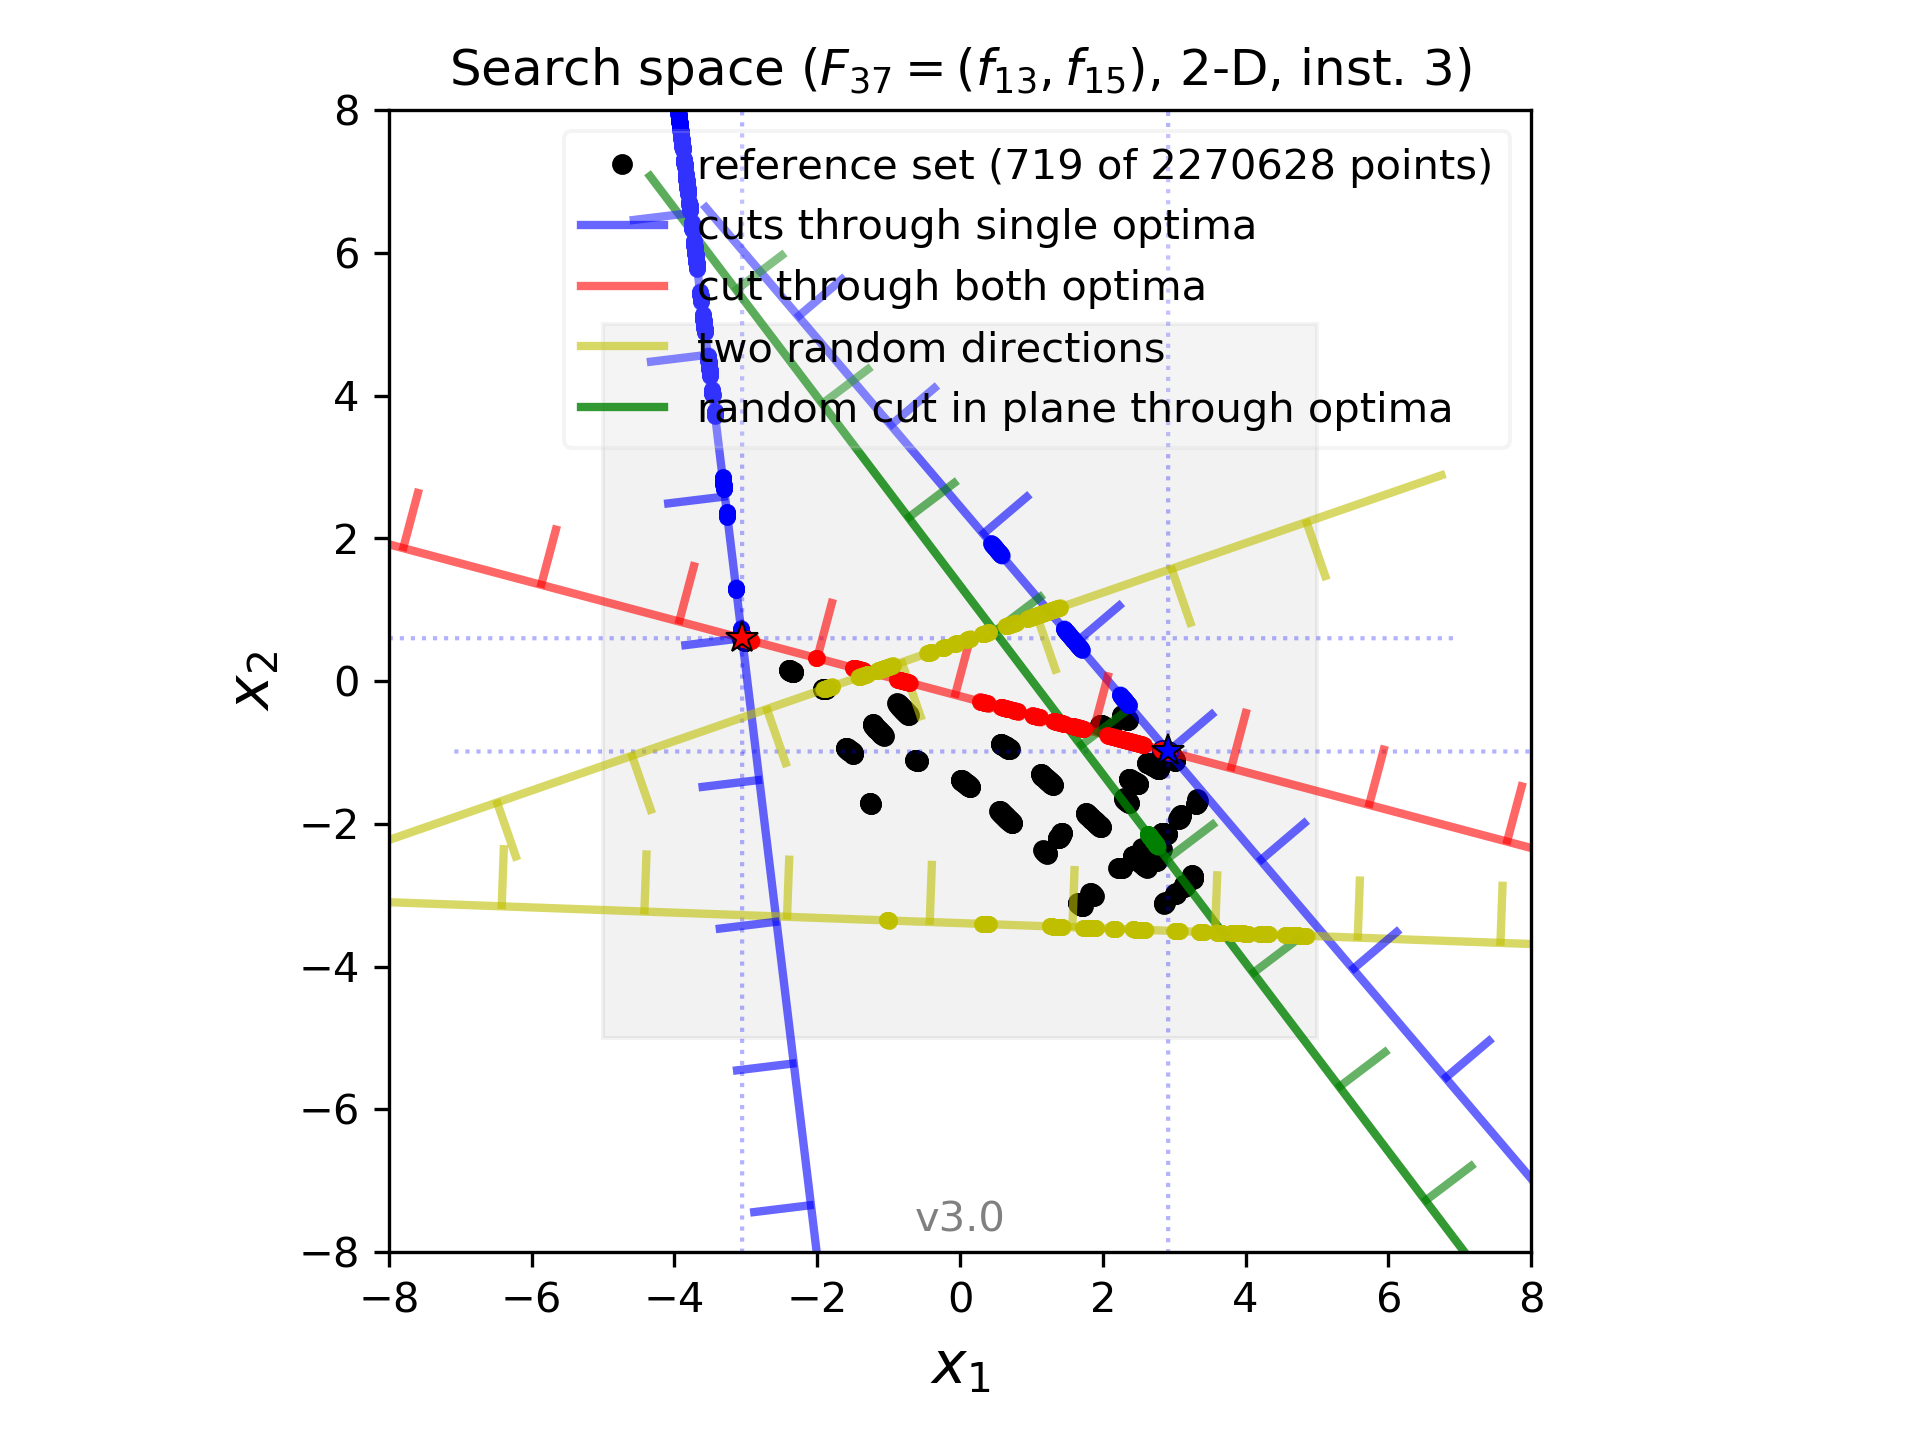 Search space (F₃₇ = (f₁₃, f₁₅), 2-D, inst. 3)
reference set (719 of 2270628 points)
cuts through single optima
cut through both optima
two random directions
random cut in plane through optima
8
6
4
2
0
−2
−4
−6
−8
x₂
v3.0
−8 −6 −4 −2 0 2 4 6 8
x₁